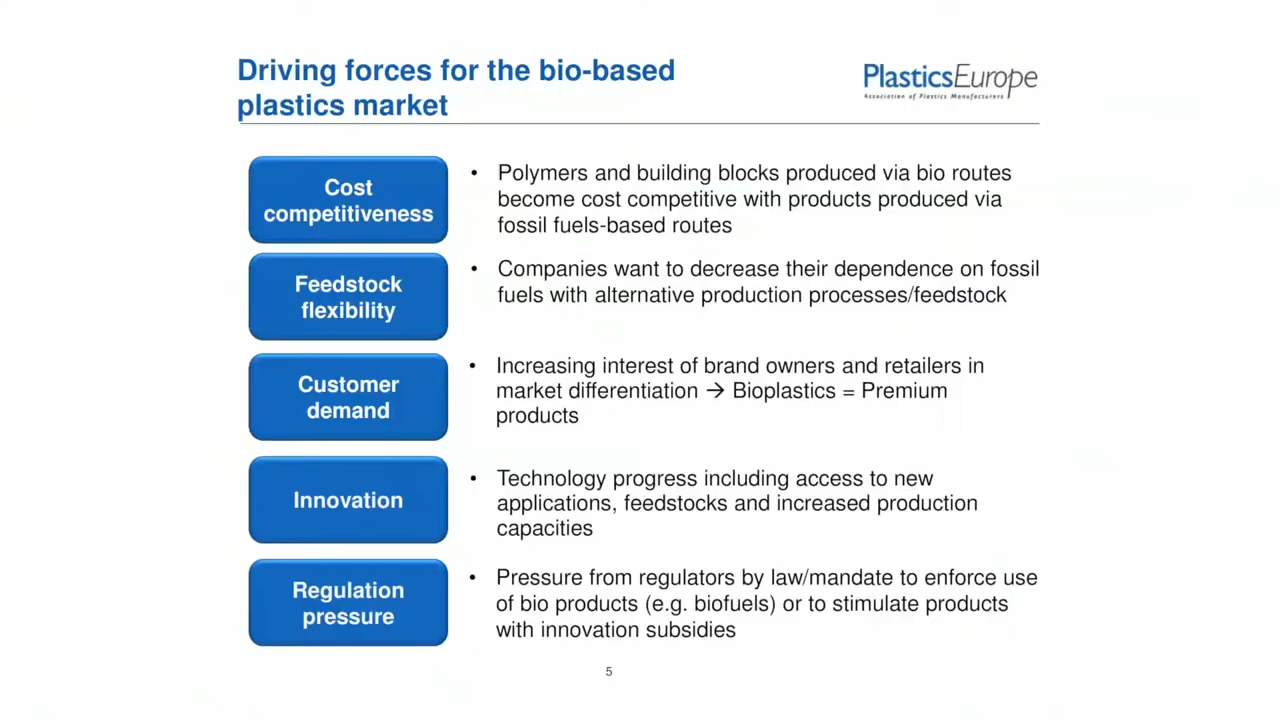 Driving forces for the bio-based
plastics market
PlasticsEurope
Association of Plastics Manufacturers
Cost
competitiveness
• Polymers and building blocks produced via bio routes
become cost competitive with products produced via
fossil fuels-based routes
Feedstock
flexibility
• Companies want to decrease their dependence on fossil
fuels with alternative production processes/feedstock
Customer
demand
• Increasing interest of brand owners and retailers in
market differentiation → Bioplastics = Premium
products
Innovation
• Technology progress including access to new
applications, feedstocks and increased production
capacities
Regulation
pressure
• Pressure from regulators by law/mandate to enforce use
of bio products (e.g. biofuels) or to stimulate products
with innovation subsidies
5